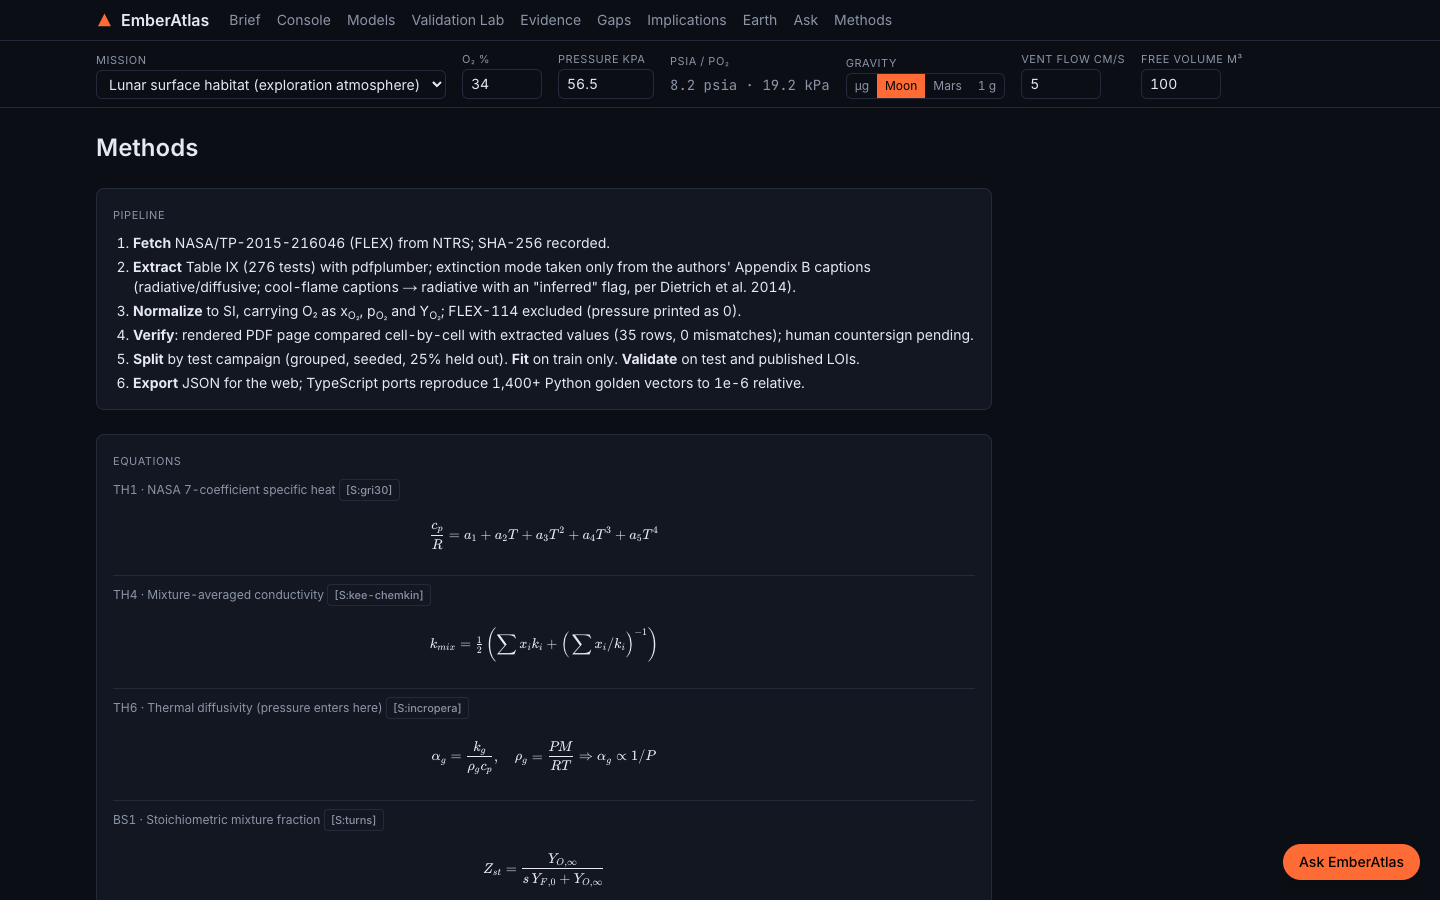 EmberAtlas Brief Console Models Validation Lab Evidence Gaps Implications Earth Ask Methods
MISSION O₂ % PRESSURE KPA PSIA / PO₂ GRAVITY VENT FLOW CM/S FREE VOLUME M³
Lunar surface habitat (exploration atmosphere) 34 56.5 8.2 psia · 19.2 kPa µg Moon Mars 1 g 5 100
Methods
PIPELINE
1. Fetch NASA/TP-2015-216046 (FLEX) from NTRS; SHA-256 recorded.
2. Extract Table IX (276 tests) with pdfplumber; extinction mode taken only from the authors' Appendix B captions
(radiative/diffusive; cool-flame captions → radiative with an "inferred" flag, per Dietrich et al. 2014).
3. Normalize to SI, carrying O₂ as x_O₂, p_O₂ and Y_O₂; FLEX-114 excluded (pressure printed as 0).
4. Verify: rendered PDF page compared cell-by-cell with extracted values (35 rows, 0 mismatches); human countersign pending.
5. Split by test campaign (grouped, seeded, 25% held out). Fit on train only. Validate on test and published LOIs.
6. Export JSON for the web; TypeScript ports reproduce 1,400+ Python golden vectors to 1e-6 relative.
EQUATIONS
TH1 · NASA 7-coefficient specific heat [S:gri30]
c_p/R = a₁ + a₂T + a₃T² + a₄T³ + a₅T⁴
TH4 · Mixture-averaged conductivity [S:kee-chemkin]
k_mix = ½ (∑ x_i k_i + (∑ x_i/k_i)⁻¹)
TH6 · Thermal diffusivity (pressure enters here) [S:incropera]
α_g = k_g/(ρ_g c_p), ρ_g = PM/RT ⇒ α_g ∝ 1/P
BS1 · Stoichiometric mixture fraction [S:turns]
Z_st = Y_O,∞/(s Y_F,0 + Y_O,∞)
Ask EmberAtlas